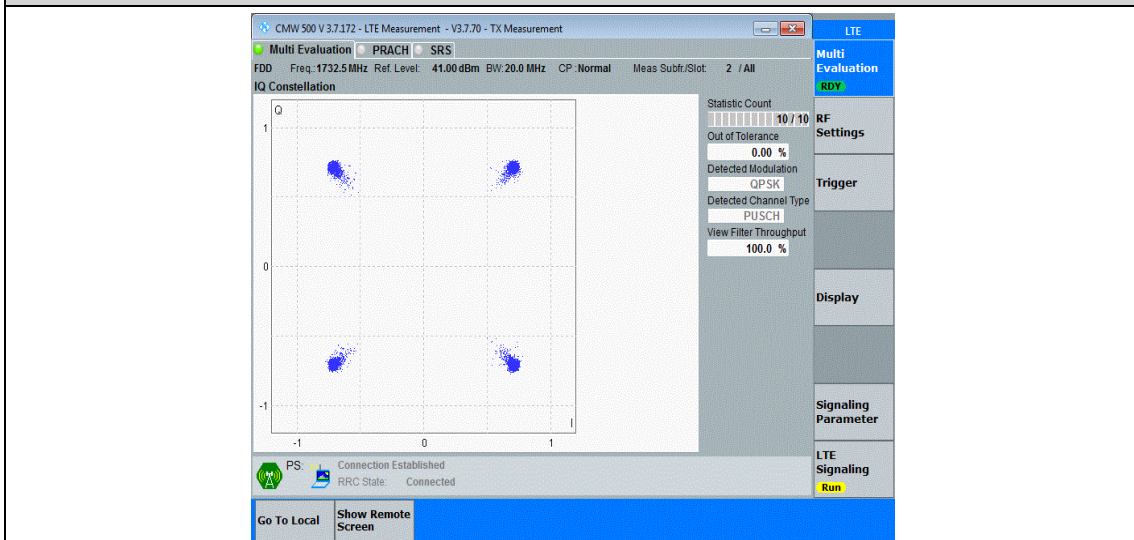 CMW 500 V 3.7.172 - LTE Measurement - V3.7.70 - TX Measurement
LTE
Multi Evaluation PRACH SRS
Multi
Evaluation
RDY
FDD Freq.:1732.5 MHz Ref. Level: 41.00 dBm BW:20.0 MHz CP :Normal Meas Subfr./Slot: 2 / All
IQ Constellation
Q
1
0
-1
-1 0 1
I
Statistic Count
10 / 10
Out of Tolerance
0.00 %
Detected Modulation
QPSK
Detected Channel Type
PUSCH
View Filter Throughput
100.0 %
RF
Settings
Trigger
Display
Signaling
Parameter
LTE
Signaling
Run
PS: Connection Established
RRC State: Connected
Go To Local
Show Remote
Screen